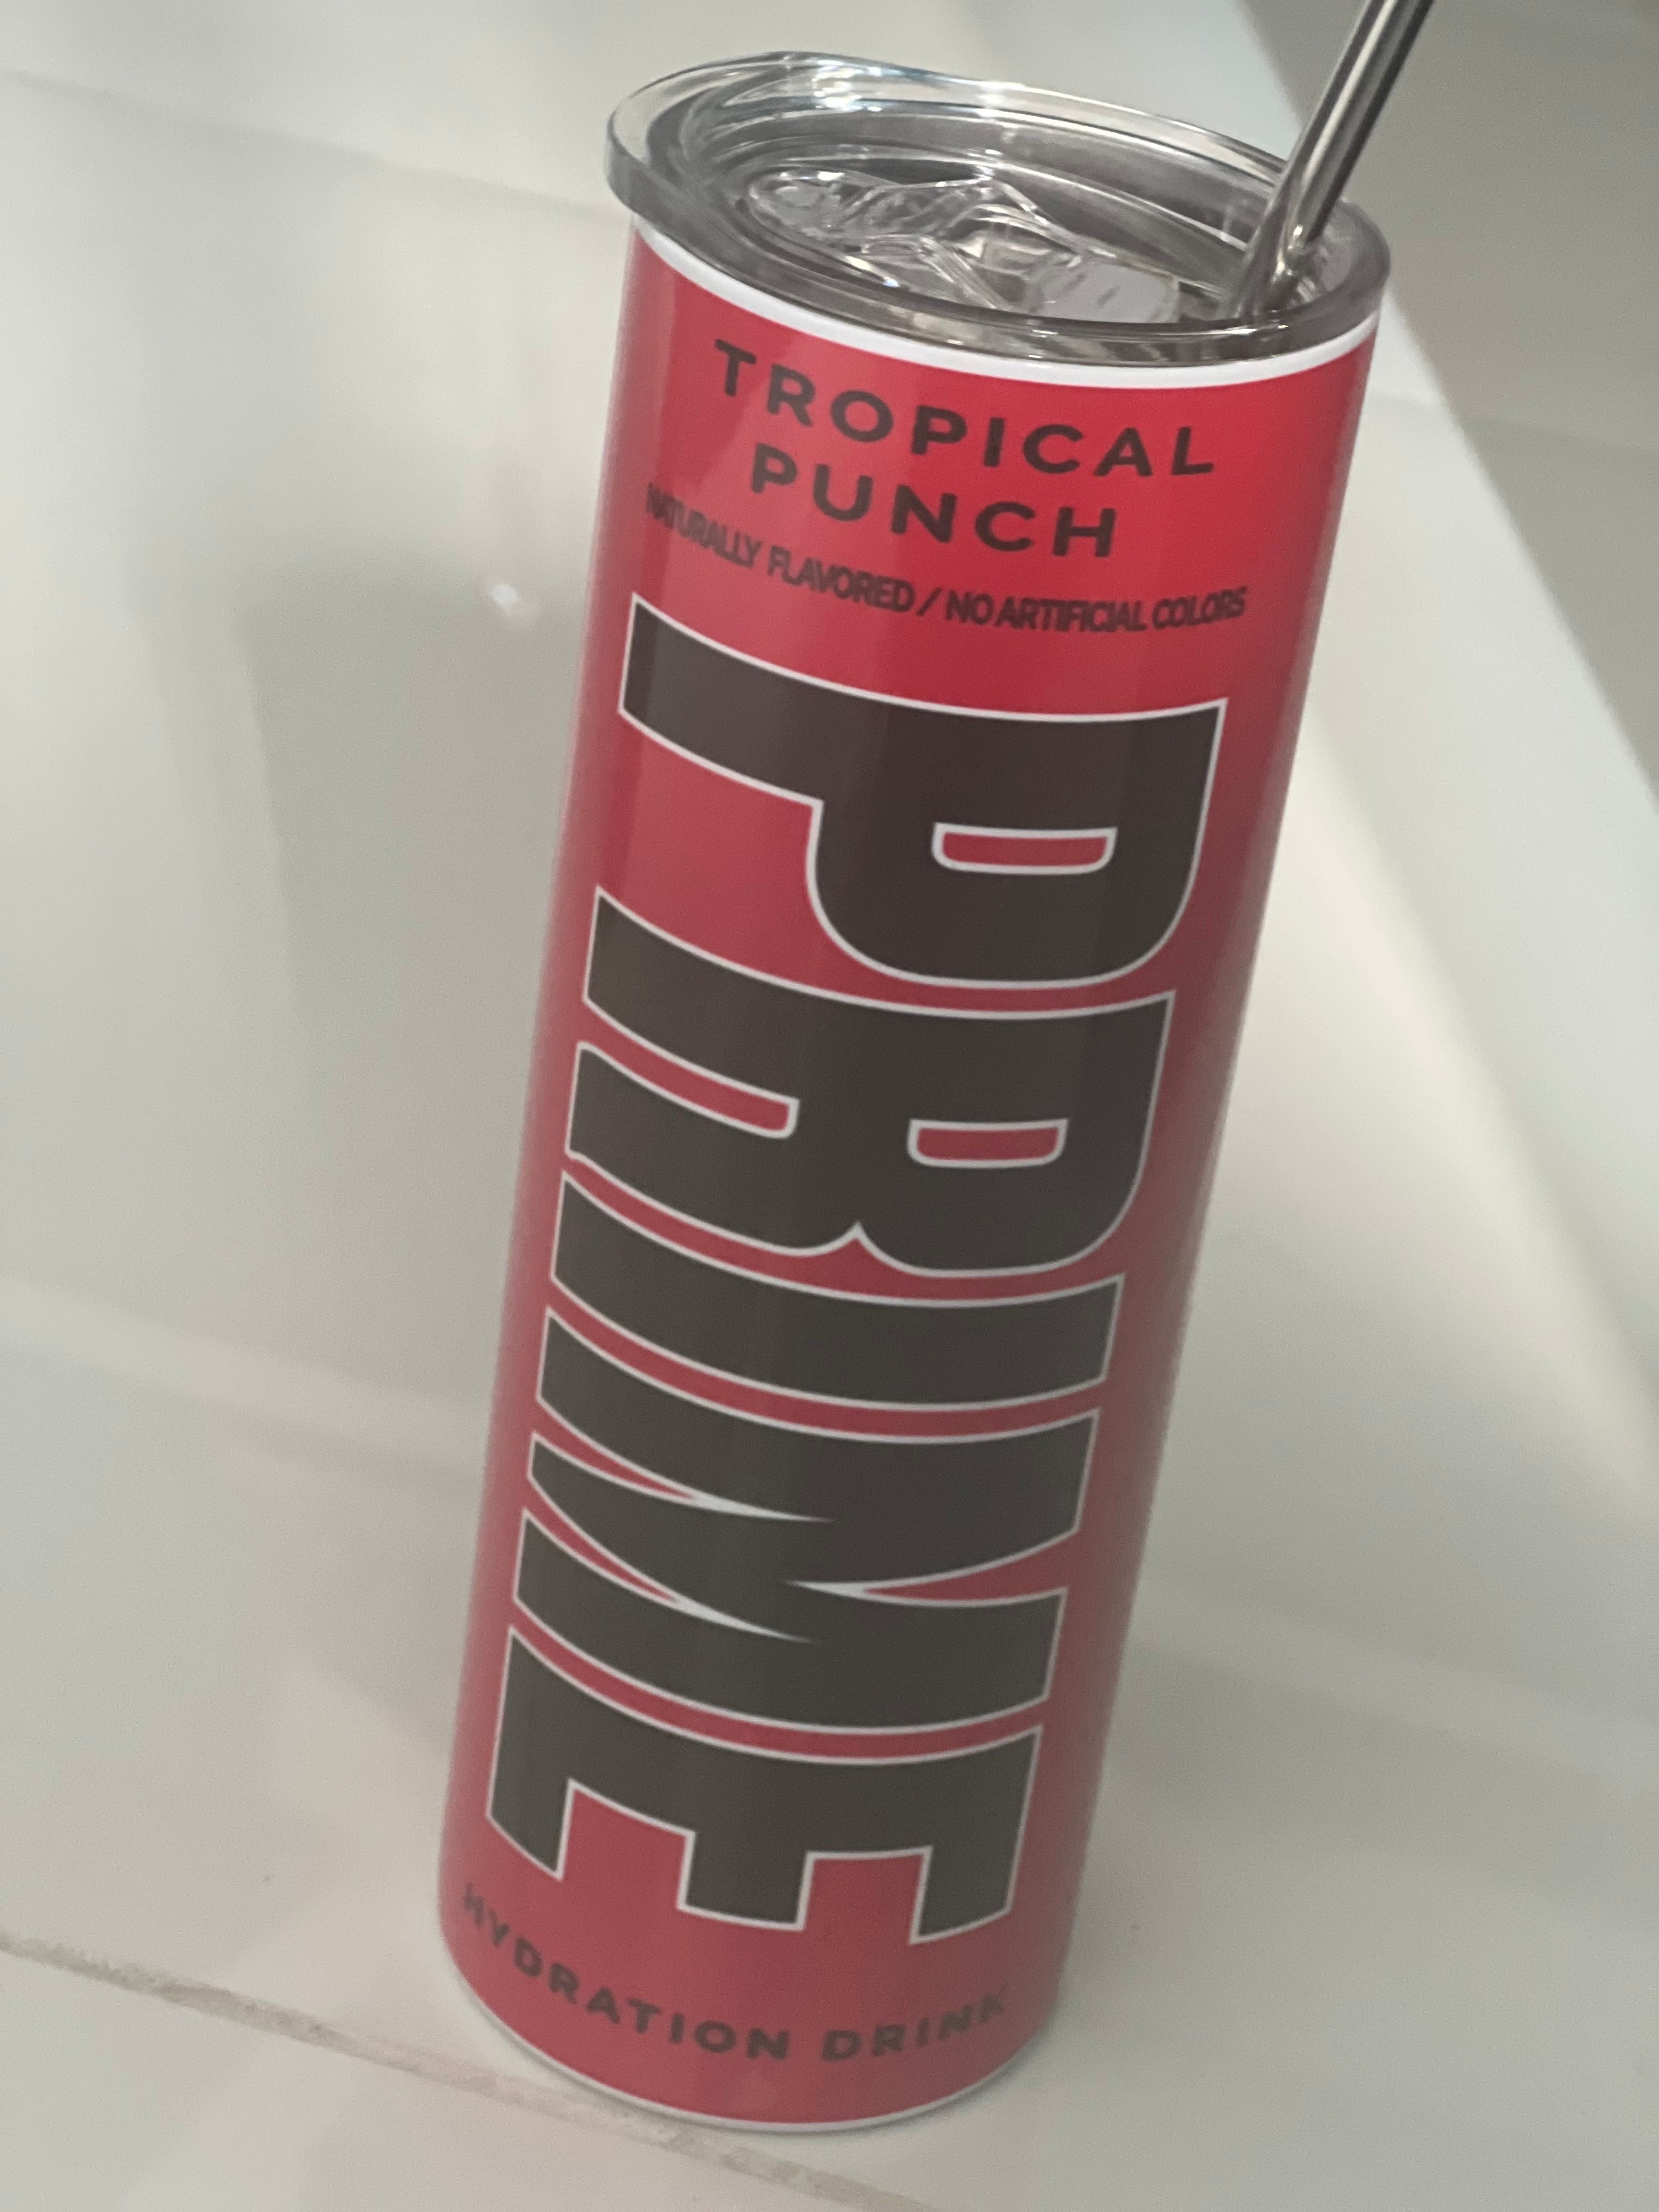 TROPICAL
PUNCH
NATURALLY FLAVORED / NO ARTIFICIAL COLORS
PRIME
HYDRATION DRINK